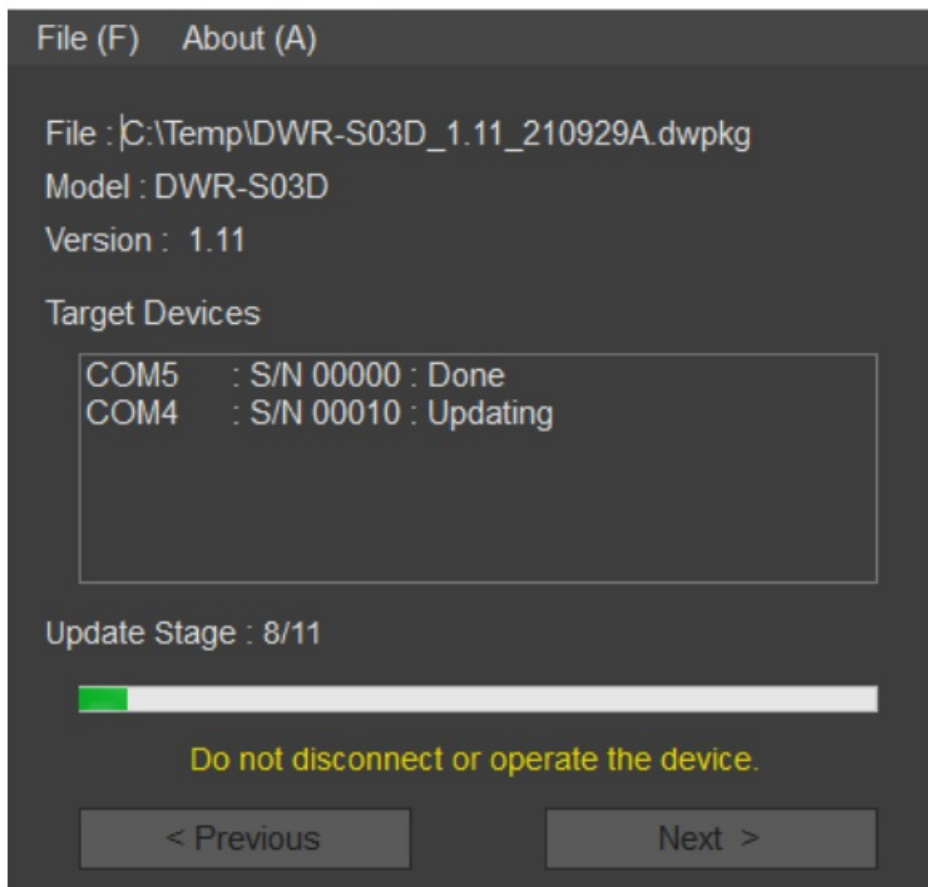 File (F) About (A)
File : C:\Temp\DWR-S03D_1.11_210929A.dwpkg
Model : DWR-S03D
Version : 1.11
Target Devices
COM5 : S/N 00000 : Done
COM4 : S/N 00010 : Updating
Update Stage : 8/11
Do not disconnect or operate the device.
< Previous Next >